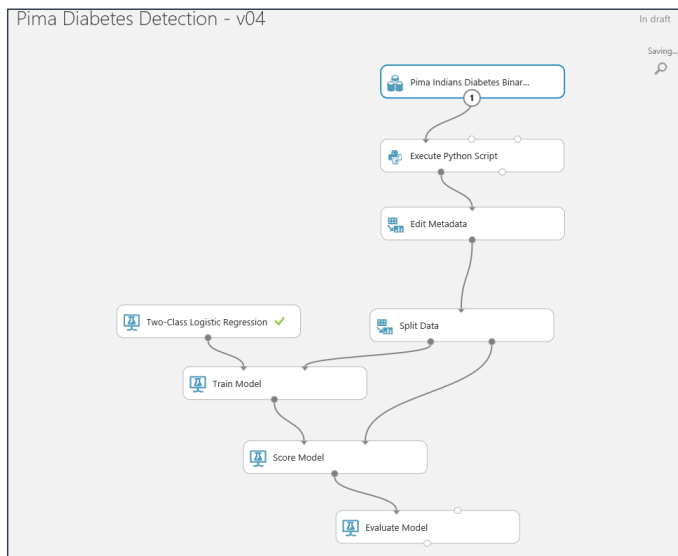 Pima Diabetes Detection - v04
In draft
Saving...
Pima Indians Diabetes Binar...
1
Execute Python Script
Edit Metadata
Two-Class Logistic Regression
Split Data
Train Model
Score Model
Evaluate Model